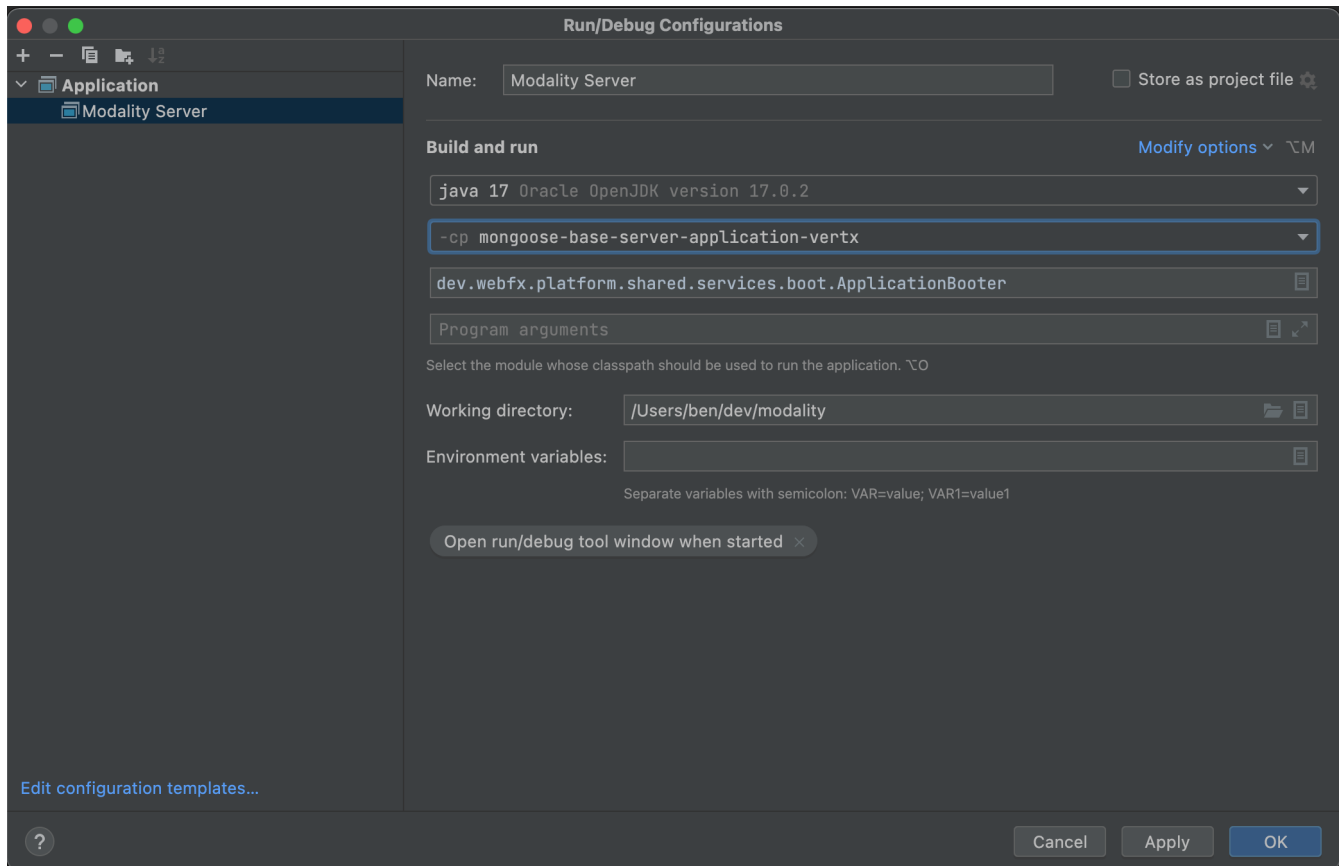 Run/Debug Configurations
Application
Modality Server
Edit configuration templates...
Name: Modality Server Store as project file
Build and run Modify options ⌥M
java 17 Oracle OpenJDK version 17.0.2
-cp mongoose-base-server-application-vertx
dev.webfx.platform.shared.services.boot.ApplicationBooter
Program arguments
Select the module whose classpath should be used to run the application. ⌥O
Working directory: /Users/ben/dev/modality
Environment variables:
Separate variables with semicolon: VAR=value; VAR1=value1
Open run/debug tool window when started ×
? Cancel Apply OK